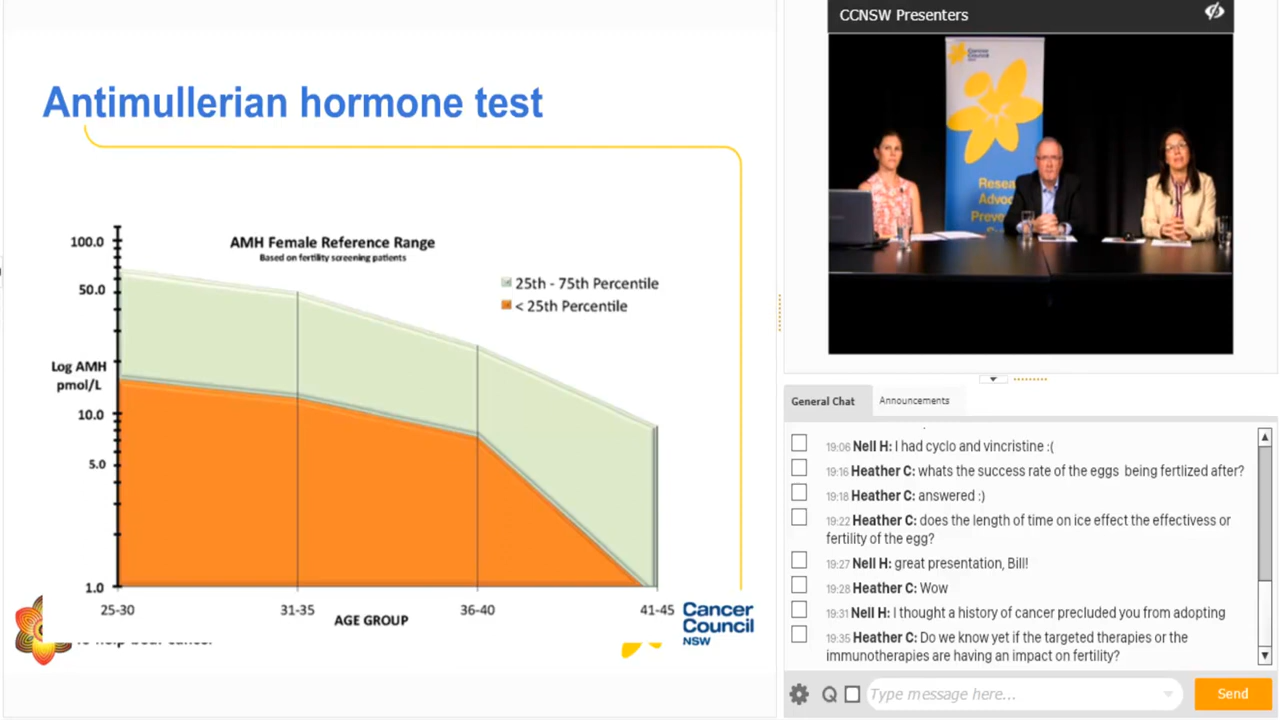 Antimullerian hormone test
AMH Female Reference Range
Based on fertility screening patients
25th - 75th Percentile
< 25th Percentile
100.0
50.0
Log AMH
pmol/L
10.0
5.0
1.0
25-30
31-35
36-40
41-45
AGE GROUP
Cancer
Council
NSW
CCNSW Presenters
Cancer
Council
Resea
Advoc
Preve
General Chat
Announcements
19:06 Nell H: I had cyclo and vincristine :(
19:16 Heather C: whats the success rate of the eggs being fertlized after?
19:18 Heather C: answered :)
19:22 Heather C: does the length of time on ice effect the effectivess or
fertility of the egg?
19:27 Nell H: great presentation, Bill!
19:28 Heather C: Wow
19:31 Nell H: I thought a history of cancer precluded you from adopting
19:35 Heather C: Do we know yet if the targeted therapies or the
immunotherapies are having an impact on fertility?
Q
Type message here...
Send